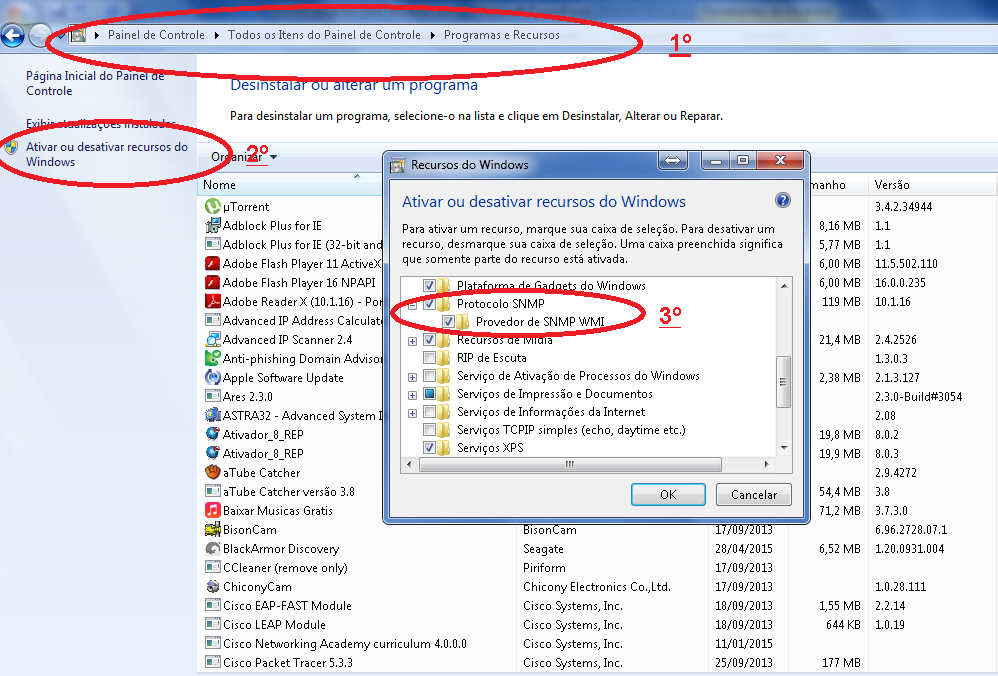 Painel de Controle Todos os Itens do Painel de Controle Programas e Recursos
1º
Página Inicial do Painel de
Controle
Exibir atualizações instaladas
Ativar ou desativar recursos do
Windows
2º
Desinstalar ou alterar um programa
Para desinstalar um programa, selecione-o na lista e clique em Desinstalar, Alterar ou Reparar.
Organizar
Nome manho Versão
µTorrent 3.4.2.34944
Adblock Plus for IE 8,16 MB 1.1
Adblock Plus for IE (32-bit and 5,77 MB 1.1
Adobe Flash Player 11 ActiveX 6,00 MB 11.5.502.110
Adobe Flash Player 16 NPAPI 6,00 MB 16.0.0.235
Adobe Reader X (10.1.16) - Por 119 MB 10.1.16
Advanced IP Address Calculato
Advanced IP Scanner 2.4 21,4 MB 2.4.2526
Anti-phishing Domain Advisor 1.3.0.3
Apple Software Update 2,38 MB 2.1.3.127
Ares 2.3.0 2.3.0-Build#3054
ASTRA32 - Advanced System I 2.08
Ativador_8_REP 19,8 MB 8.0.2
Ativador_8_REP 19,9 MB 8.0.3
aTube Catcher 2.9.4272
aTube Catcher versão 3.8 54,4 MB 3.8
Baixar Musicas Gratis 71,2 MB 3.7.3.0
BisonCam BisonCam 17/09/2013 6.96.2728.07.1
BlackArmor Discovery Seagate 28/04/2015 6,52 MB 1.20.0931.004
CCleaner (remove only) Piriform 17/09/2013
ChiconyCam Chicony Electronics Co.,Ltd. 17/09/2013 1.0.28.111
Cisco EAP-FAST Module Cisco Systems, Inc. 18/09/2013 1,55 MB 2.2.14
Cisco LEAP Module Cisco Systems, Inc. 18/09/2013 644 KB 1.0.19
Cisco Networking Academy curriculum 4.0.0.0 Cisco Systems, Inc. 11/01/2015
Cisco Packet Tracer 5.3.3 Cisco Systems, Inc. 25/09/2013 177 MB
Recursos do Windows
Ativar ou desativar recursos do Windows
Para ativar um recurso, marque sua caixa de seleção. Para desativar um
recurso, desmarque sua caixa de seleção. Uma caixa preenchida significa
que somente parte do recurso está ativada.
Plataforma de Gadgets do Windows
Protocolo SNMP
Provedor de SNMP WMI
3º
Recursos de Mídia
RIP de Escuta
Serviço de Ativação de Processos do Windows
Serviços de Impressão e Documentos
Serviços de Informações da Internet
Serviços TCPIP simples (echo, daytime etc.)
Serviços XPS
OK Cancelar